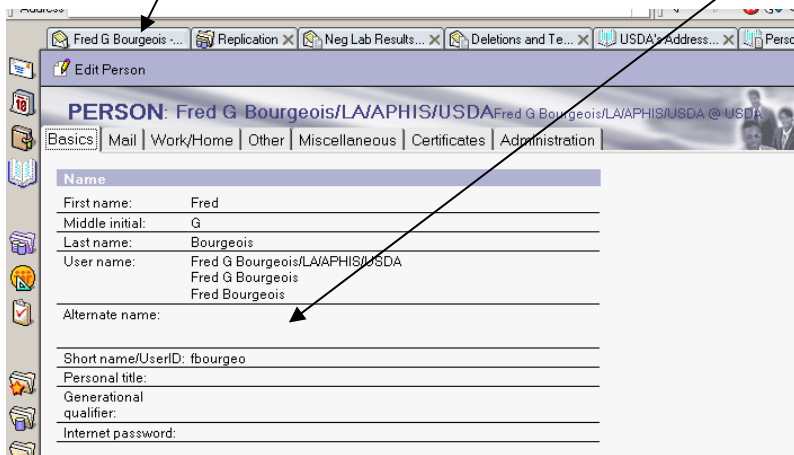 Address
Fred G Bourgeois -... Replication Neg Lab Results... Deletions and Te... USDA's Address... Perso
Edit Person
PERSON: Fred G Bourgeois/LA/APHIS/USDA Fred G Bourgeois/LA/APHIS/USDA @ USDA
Basics Mail Work/Home Other Miscellaneous Certificates Administration
Name
First name: Fred
Middle initial: G
Last name: Bourgeois
User name: Fred G Bourgeois/LA/APHIS/USDA
Fred G Bourgeois
Fred Bourgeois
Alternate name:
Short name/UserID: fbourgeo
Personal title:
Generational
qualifier:
Internet password: